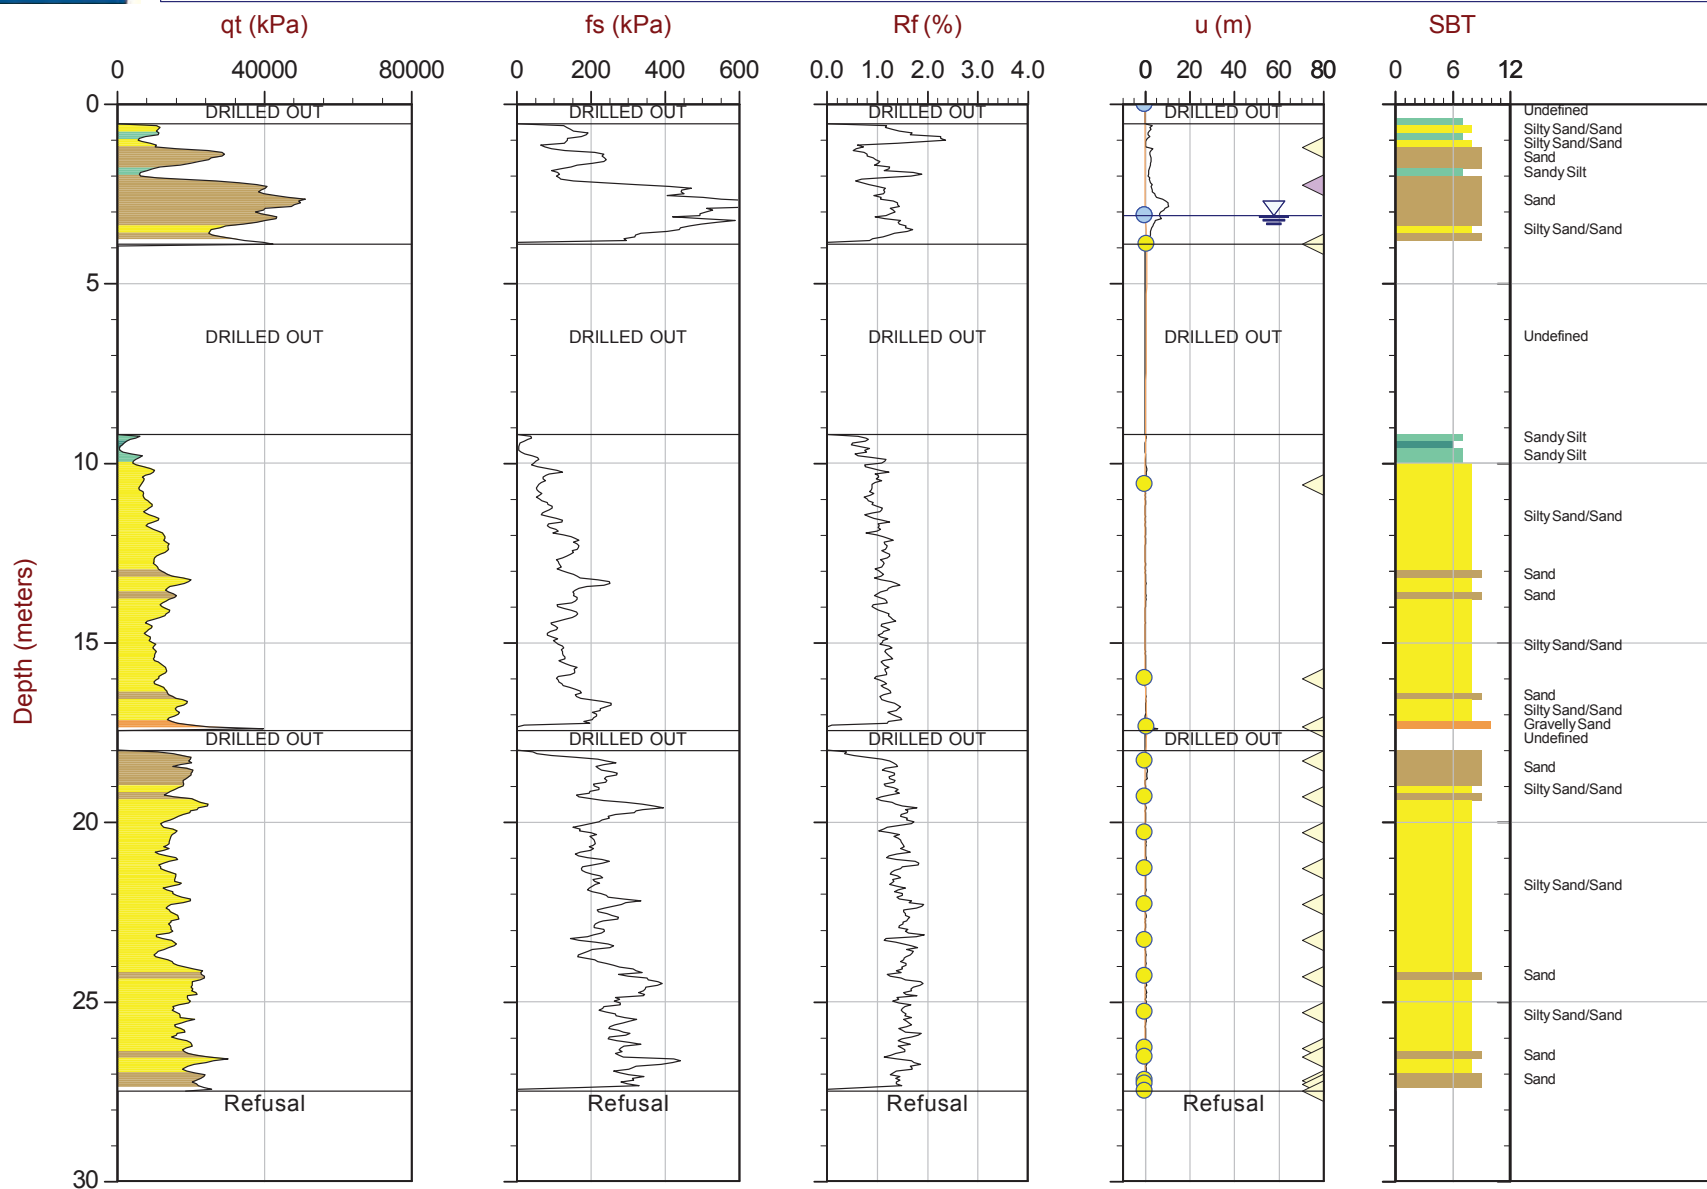 qt (kPa) fs (kPa) Rf (%) u (m) SBT
0 40000 80000 0 200 400 600 0.0 1.0 2.0 3.0 4.0 0 20 40 60 80 0 6 12
0
DRILLED OUT DRILLED OUT DRILLED OUT DRILLED OUT Undefined
Silty Sand/Sand
Silty Sand/Sand
Sand
Sandy Silt
Sand
Silty Sand/Sand
5
DRILLED OUT DRILLED OUT DRILLED OUT DRILLED OUT Undefined
Sandy Silt
Sandy Silt
10
Silty Sand/Sand
Sand
Sand
Depth (meters)
15 Silty Sand/Sand
Sand
Silty Sand/Sand
Gravelly Sand
DRILLED OUT DRILLED OUT DRILLED OUT DRILLED OUT Undefined
Sand
Silty Sand/Sand
20
Silty Sand/Sand
Sand
25
Silty Sand/Sand
Sand
Sand
Refusal Refusal Refusal Refusal
30